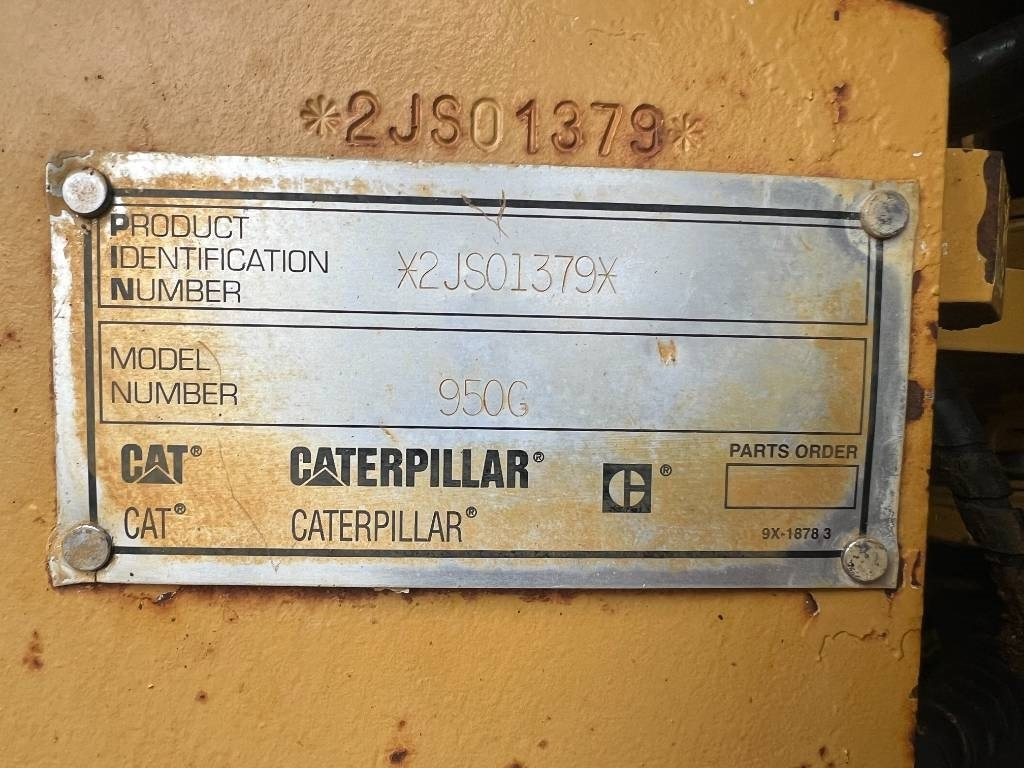 *2JS01379*
PRODUCT
IDENTIFICATION
NUMBER
*2JS01379*
MODEL
NUMBER
950G
CAT® CATERPILLAR® C® PARTS ORDER
CAT® CATERPILLAR®
9X-1878 3